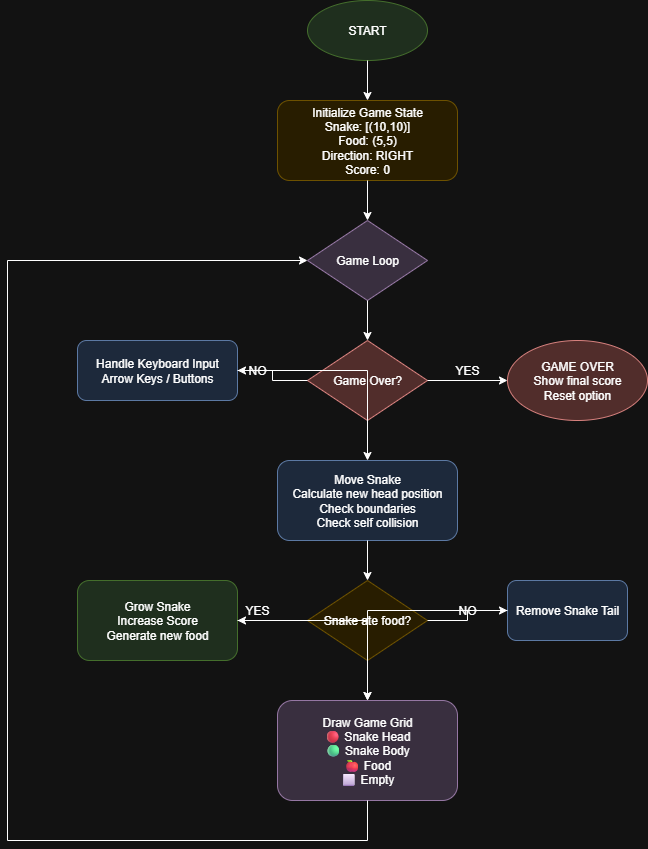 START
Initialize Game State
Snake: [(10,10)]
Food: (5,5)
Direction: RIGHT
Score: 0
Game Loop
Handle Keyboard Input
Arrow Keys / Buttons
NO
Game Over?
YES
GAME OVER
Show final score
Reset option
Move Snake
Calculate new head position
Check boundaries
Check self collision
Grow Snake
Increase Score
Generate new food
YES
Snake ate food?
NO
Remove Snake Tail
Draw Game Grid
Snake Head
Snake Body
Food
Empty